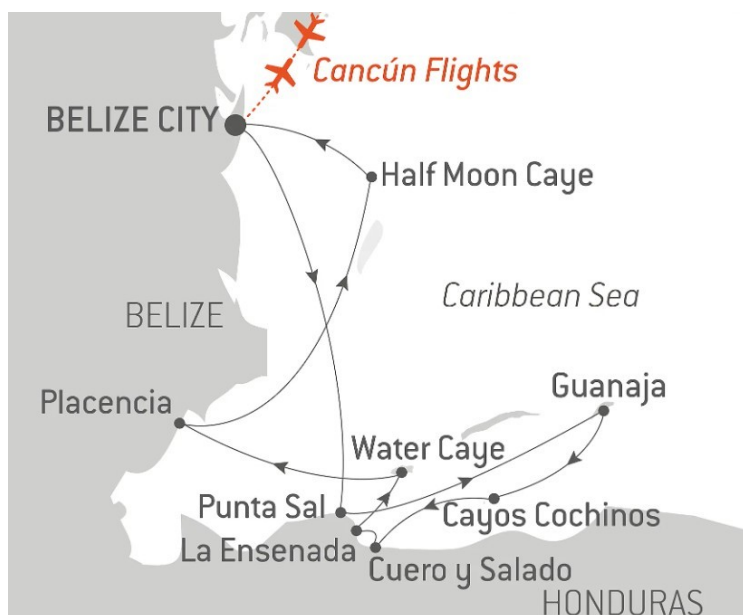 Cancún Flights
BELIZE CITY
Half Moon Caye
Caribbean Sea
BELIZE
Guanaja
Placencia
Water Caye
Punta Sal
Cayos Cochinos
La Ensenada
Cuero y Salado
HONDURAS